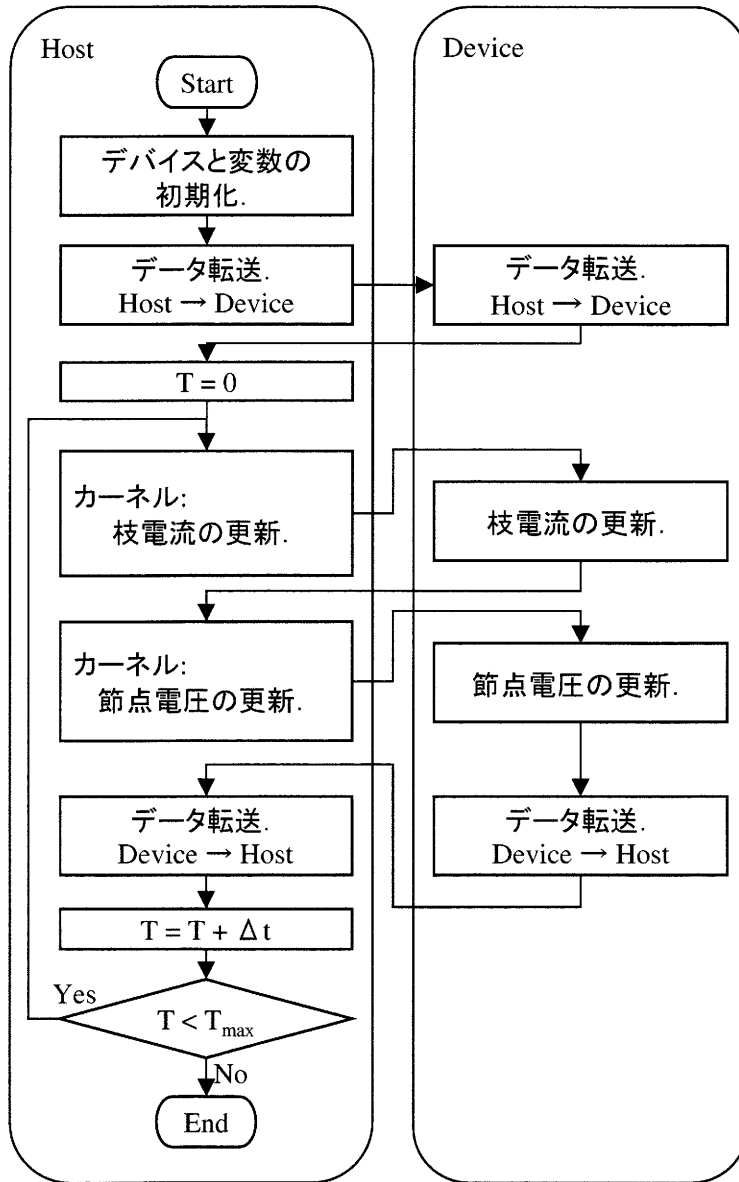 Host
Device
Start
デバイスと変数の
初期化.
データ転送.
Host → Device
データ転送.
Host → Device
T = 0
カーネル:
枝電流の更新.
枝電流の更新.
カーネル:
節点電圧の更新.
節点電圧の更新.
データ転送.
Device → Host
データ転送.
Device → Host
T = T + Δt
Yes
T < Tmax
No
End